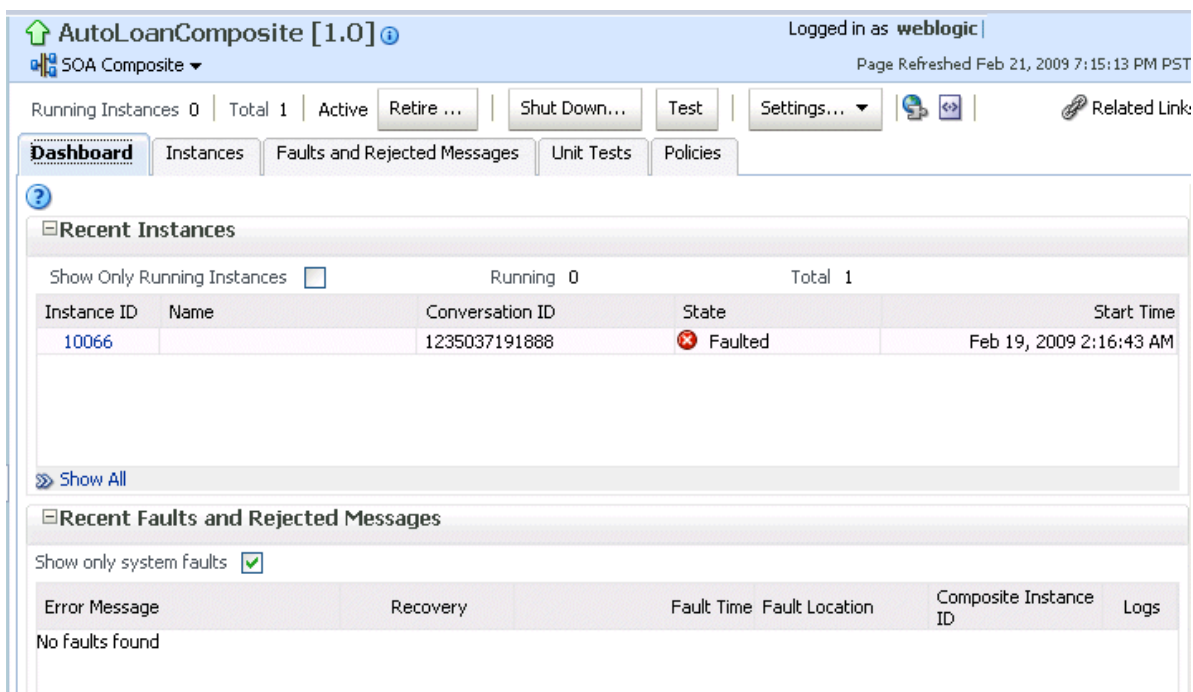 AutoLoanComposite [1.0]
Logged in as weblogic|
SOA Composite
Page Refreshed Feb 21, 2009 7:15:13 PM PST
Running Instances 0 Total 1 Active Retire ... Shut Down... Test Settings... Related Links
Dashboard Instances Faults and Rejected Messages Unit Tests Policies
Recent Instances
Show Only Running Instances Running 0 Total 1
Instance ID Name Conversation ID State Start Time
10066 1235037191888 Faulted Feb 19, 2009 2:16:43 AM
Show All
Recent Faults and Rejected Messages
Show only system faults
Error Message Recovery Fault Time Fault Location Composite Instance ID Logs
No faults found